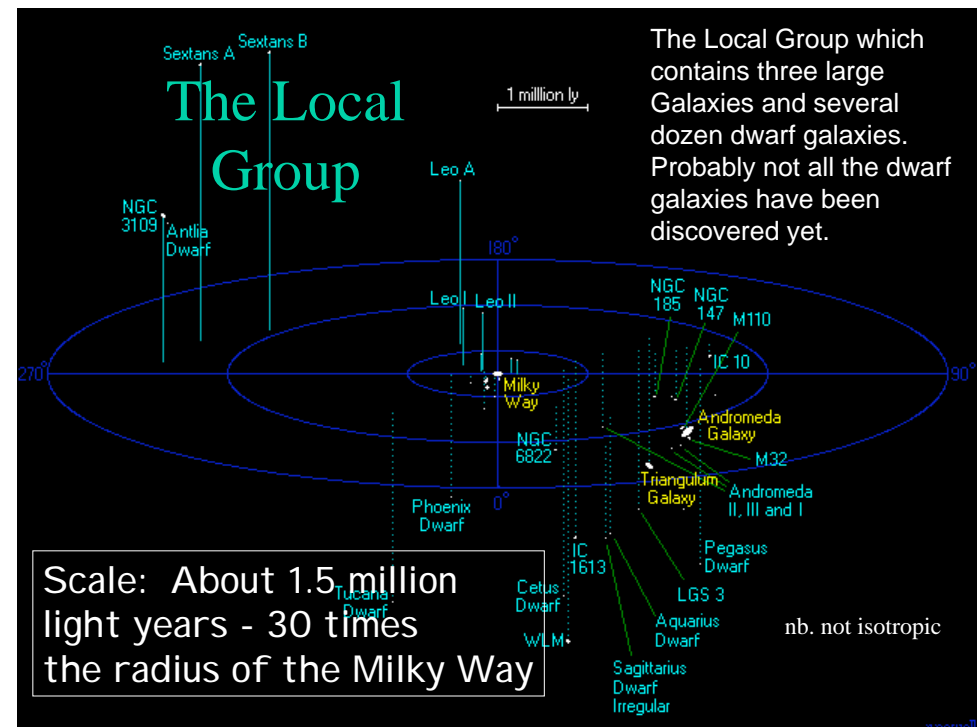 Sextans A
Sextans B
The Local
Group
1 milllion ly
The Local Group which
contains three large
Galaxies and several
dozen dwarf galaxies.
Probably not all the dwarf
galaxies have been
discovered yet.
Leo A
NGC
3109
Antlia
Dwarf
180°
Leo I
Leo II
NGC
185
NGC
147
M110
IC 10
270°
90°
Milky
Way
Andromeda
Galaxy
NGC
6822
M32
Triangulum
Galaxy
Andromeda
II, III and I
Phoenix
Dwarf
0°
IC
1613
Pegasus
Dwarf
Tucana
Dwarf
Cetus
Dwarf
LGS 3
WLM
Aquarius
Dwarf
Sagittarius
Dwarf
Irregular
Scale: About 1.5 million
light years - 30 times
the radius of the Milky Way
nb. not isotropic